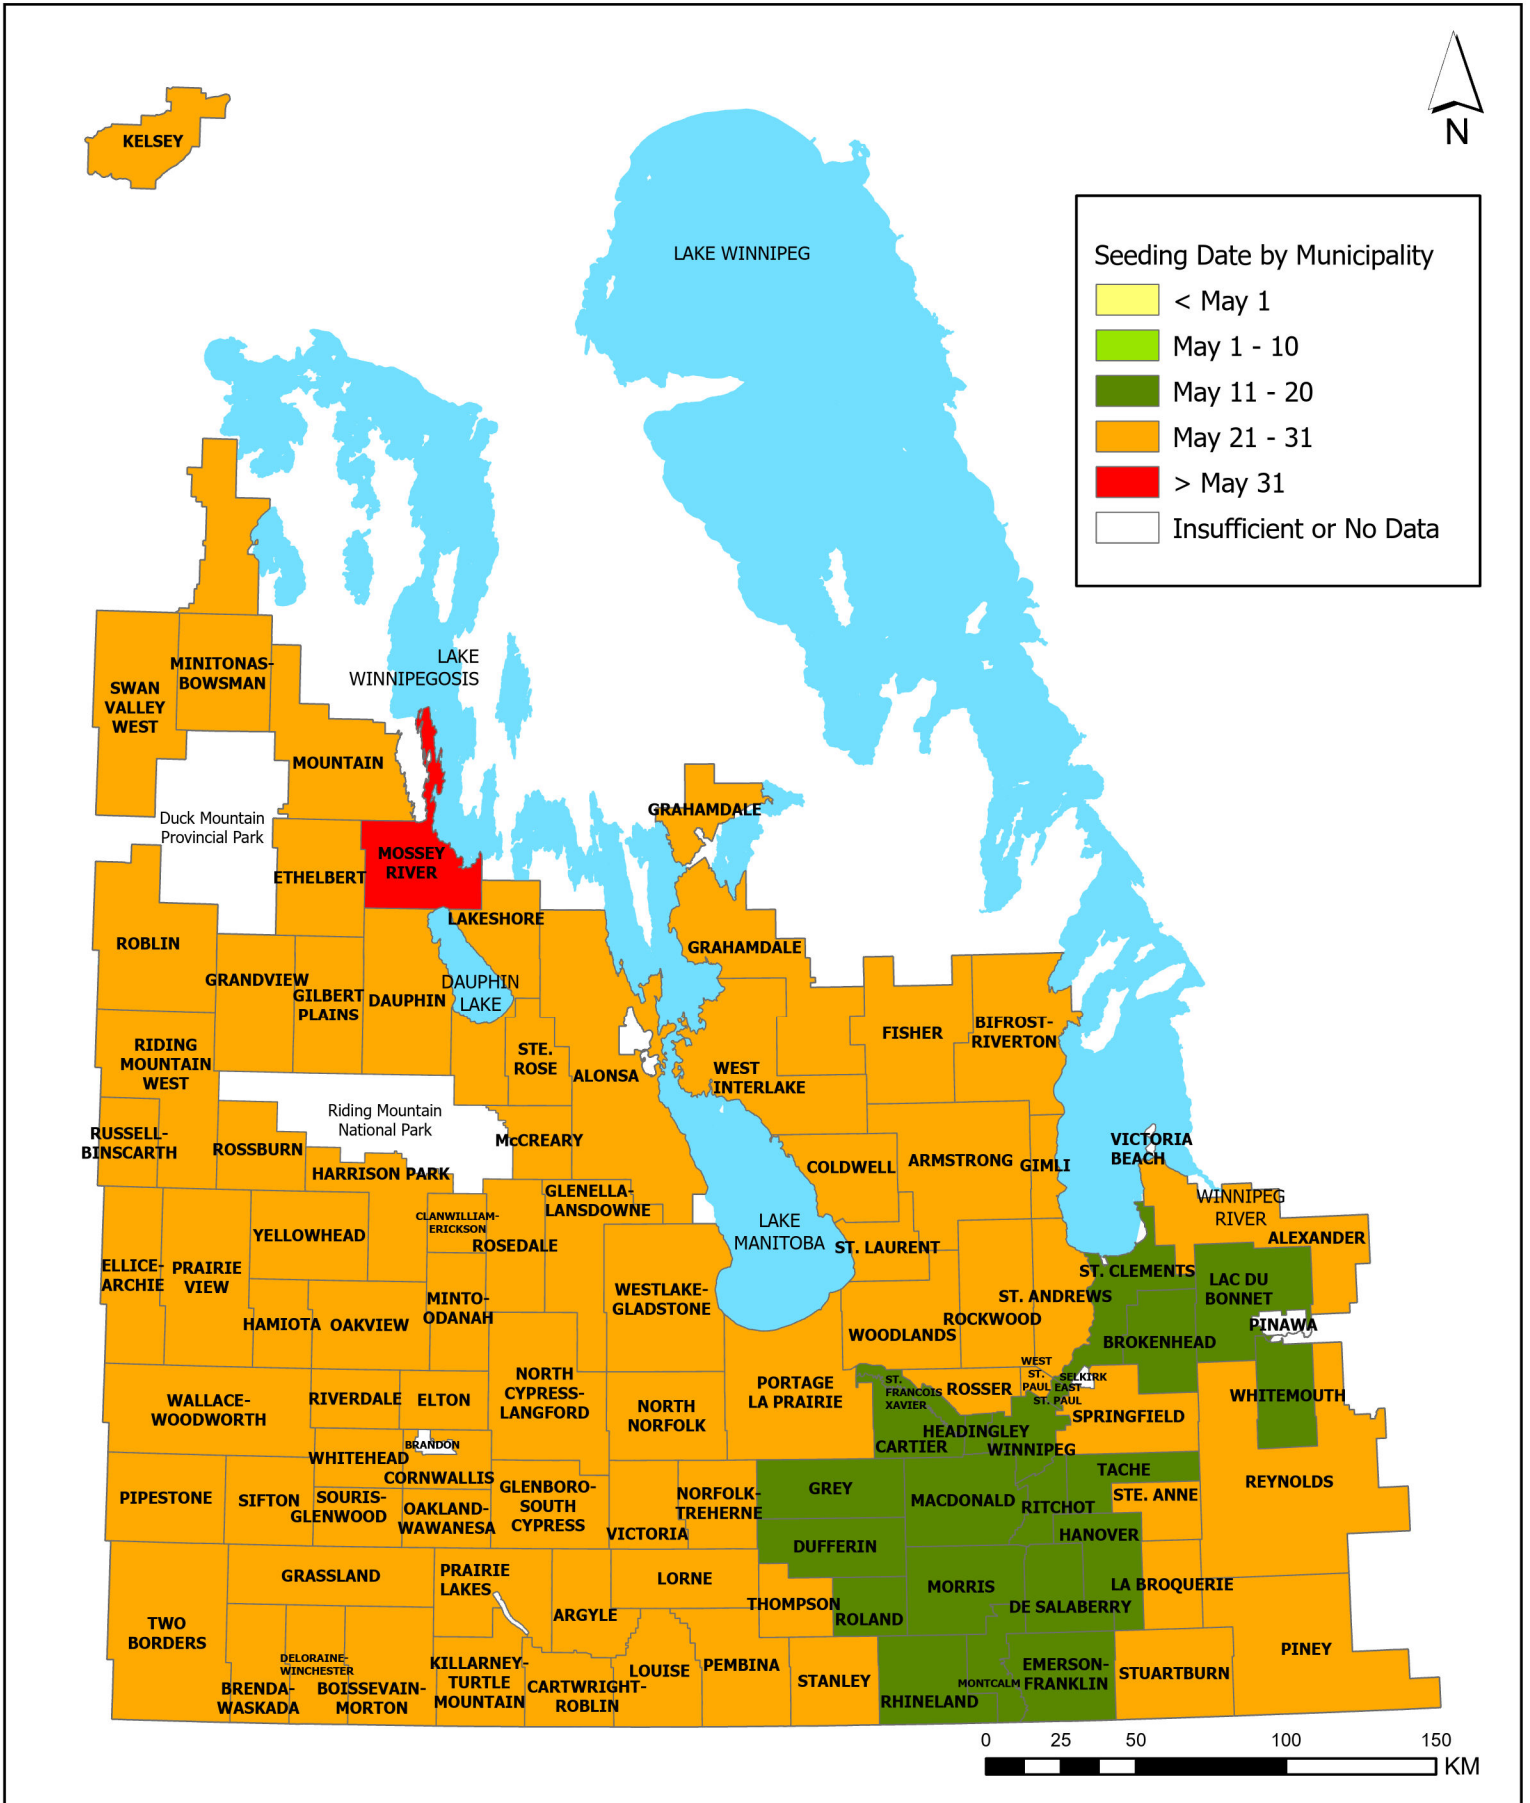 N
KELSEY
LAKE WINNIPEG
Seeding Date by Municipality
< May 1
May 1 - 10
May 11 - 20
May 21 - 31
> May 31
Insufficient or No Data
LAKE
WINNIPEGOSIS
MINITONAS-
BOWSMAN
SWAN
VALLEY
WEST
MOUNTAIN
Duck Mountain
Provincial Park
GRAHAMDALE
MOSSEY
RIVER
ETHELBERT
LAKESHORE
ROBLIN
GRAHAMDALE
GRANDVIEW
GILBERT
PLAINS
DAUPHIN
DAUPHIN
LAKE
FISHER
BIFROST-
RIVERTON
RIDING
MOUNTAIN
WEST
STE.
ROSE
ALONSA
WEST
INTERLAKE
Riding Mountain
National Park
RUSSELL-
BINSCARTH
ROSSBURN
McCREARY
HARRISON PARK
COLDWELL
ARMSTRONG
GIMLI
VICTORIA
BEACH
GLENELLA-
LANSDOWNE
WINNIPEG
RIVER
CLANWILLIAM-
ERICKSON
YELLOWHEAD
ROSEDALE
LAKE
MANITOBA
ST. LAURENT
ALEXANDER
ELLICE-
ARCHIE
PRAIRIE
VIEW
ST. CLEMENTS
LAC DU
BONNET
WESTLAKE-
GLADSTONE
MINTO-
ODANAH
ST. ANDREWS
HAMIOTA
OAKVIEW
ROCKWOOD
PINAWA
WOODLANDS
BROKENHEAD
NORTH
CYPRESS-
LANGFORD
WEST
ST.
PAUL
SELKIRK
EAST
ST. PAUL
ST.
FRANCOIS
XAVIER
ROSSER
PORTAGE
LA PRAIRIE
WHITEMOUTH
WALLACE-
WOODWORTH
RIVERDALE
ELTON
NORTH
NORFOLK
SPRINGFIELD
HEADINGLEY
CARTIER
WINNIPEG
BRANDON
WHITEHEAD
CORNWALLIS
TACHE
REYNOLDS
PIPESTONE
SIFTON
SOURIS-
GLENWOOD
OAKLAND-
WAWANESA
GLENBORO-
SOUTH
CYPRESS
VICTORIA
NORFOLK-
TREHERNE
GREY
MACDONALD
RITCHOT
STE. ANNE
HANOVER
DUFFERIN
GRASSLAND
PRAIRIE
LAKES
LORNE
MORRIS
LA BROQUERIE
THOMPSON
ROLAND
DE SALABERRY
ARGYLE
TWO
BORDERS
PINEY
DELORAINE-
WINCHESTER
BRENDA-
WASKADA
BOISSEVAIN-
MORTON
KILLARNEY-
TURTLE
MOUNTAIN
CARTWRIGHT-
ROBLIN
LOUISE
PEMBINA
STANLEY
RHINELAND
MONTCALM
EMERSON-
FRANKLIN
STUARTBURN
0 25 50 100 150
KM